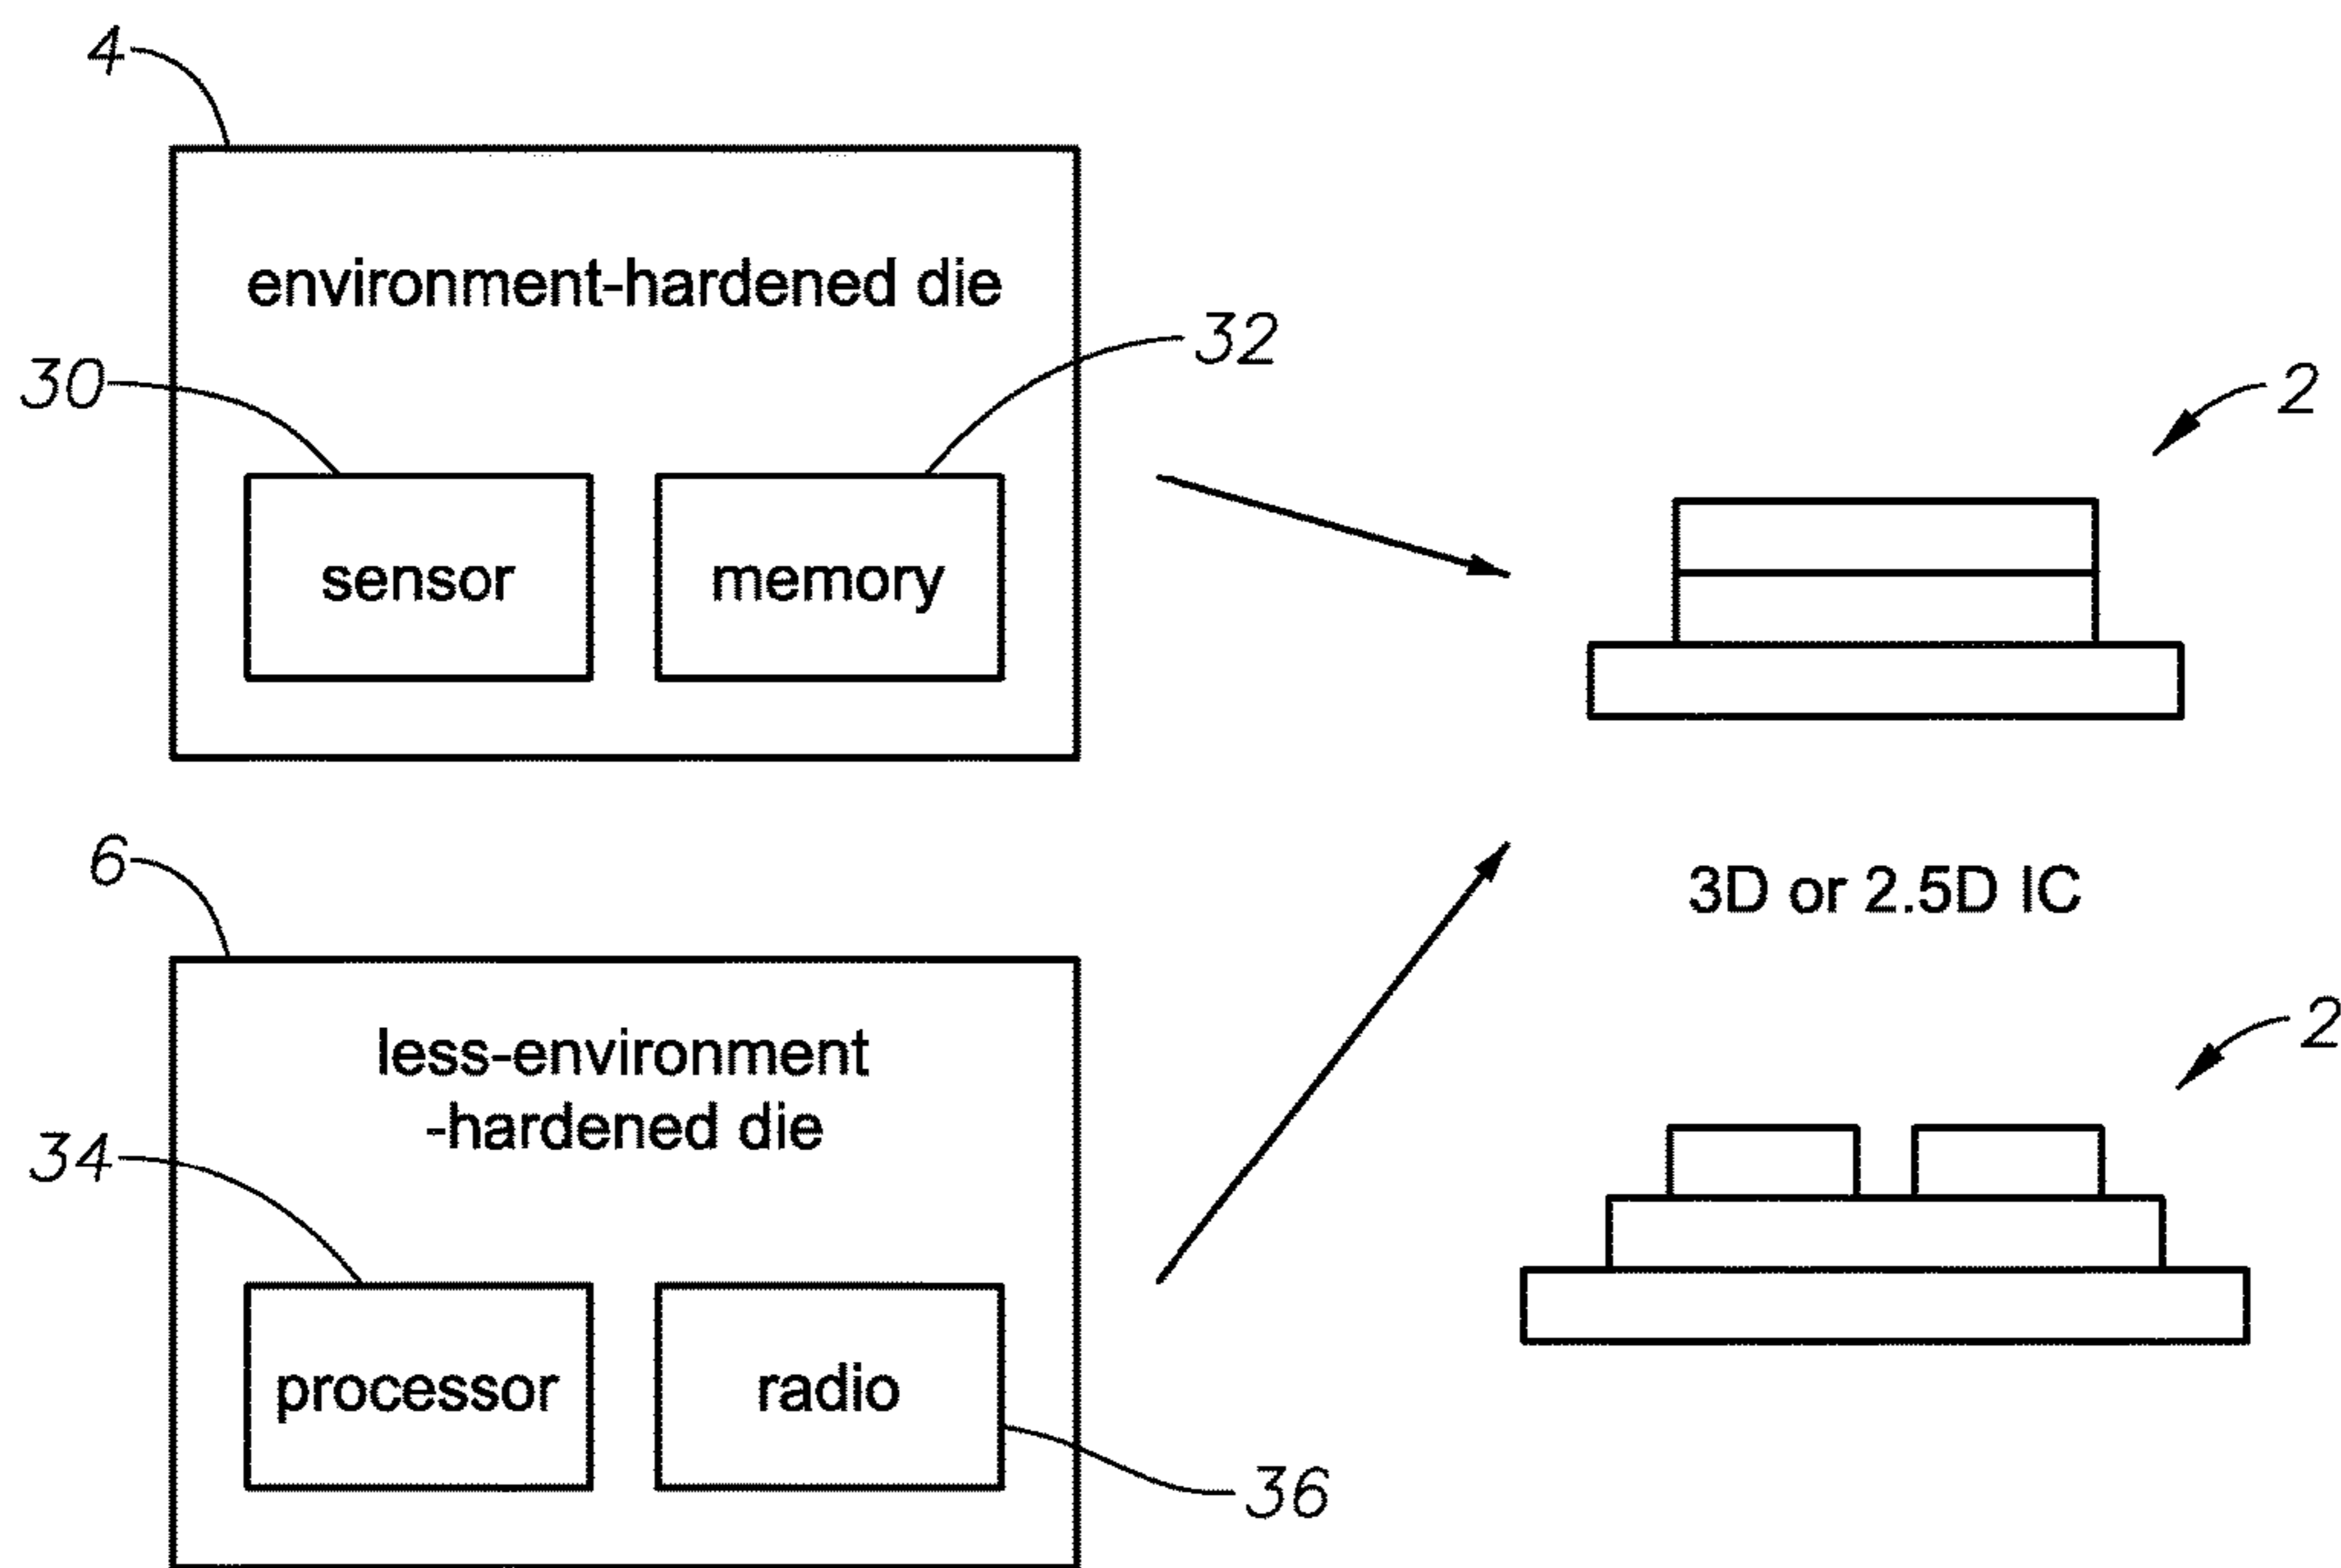 4
environment-hardened die
30
32
sensor
memory
2
6
less-environment
-hardened die
34
processor
radio
36
3D or 2.5D IC
2